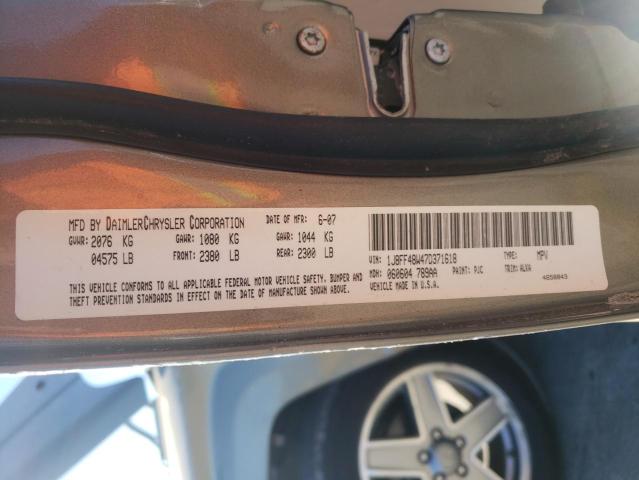 MFD BY DAIMLERCHRYSLER CORPORATION DATE OF MFR: 6-07
GVWR: 2076 KG GAWR: 1080 KG GAWR: 1044 KG
04575 LB FRONT: 2380 LB REAR: 2300 LB
THIS VEHICLE CONFORMS TO ALL APPLICABLE FEDERAL MOTOR VEHICLE SAFETY, BUMPER AND
THEFT PREVENTION STANDARDS IN EFFECT ON THE DATE OF MANUFACTURE SHOWN ABOVE.
VIN: 1J8FF48W47D371618 TYPE: MPV
MDH: 060604 789AA PAINT: PJC TRIM: ALKA
VEHICLE MADE IN U.S.A. 4658043